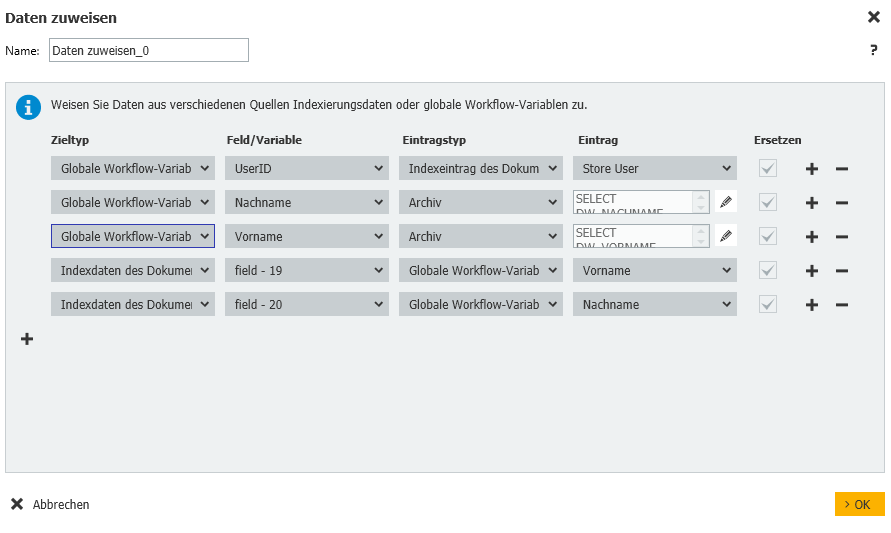 Daten zuweisen
Name: Daten zuweisen_0
?
Weisen Sie Daten aus verschiedenen Quellen Indexierungsdaten oder globale Workflow-Variablen zu.
Zieltyp Feld/Variable Eintragstyp Eintrag Ersetzen
Globale Workflow-Variab UserID Indexeintrag des Dokum Store User
Globale Workflow-Variab Nachname Archiv SELECT
DW_NACHNAME
Globale Workflow-Variab Vorname Archiv SELECT
DW_VORNAME
Indexdaten des Dokumen field - 19 Globale Workflow-Variab Vorname
Indexdaten des Dokumen field - 20 Globale Workflow-Variab Nachname
Abbrechen OK